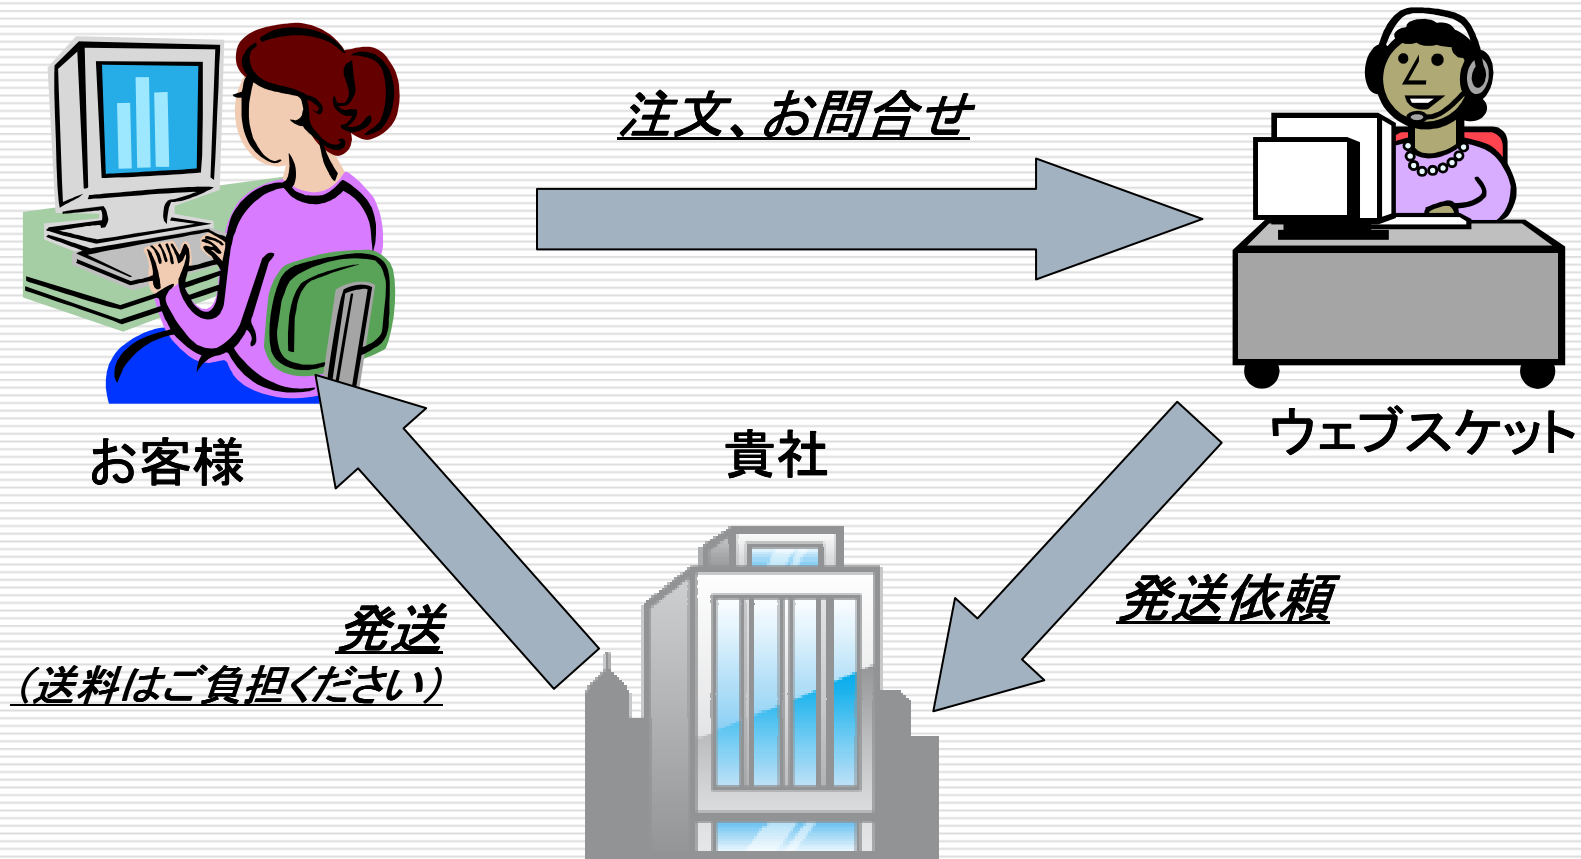 注文、お問合せ
お客様
貴社
ウェブスケット
発送依頼
発送
（送料はご負担ください）